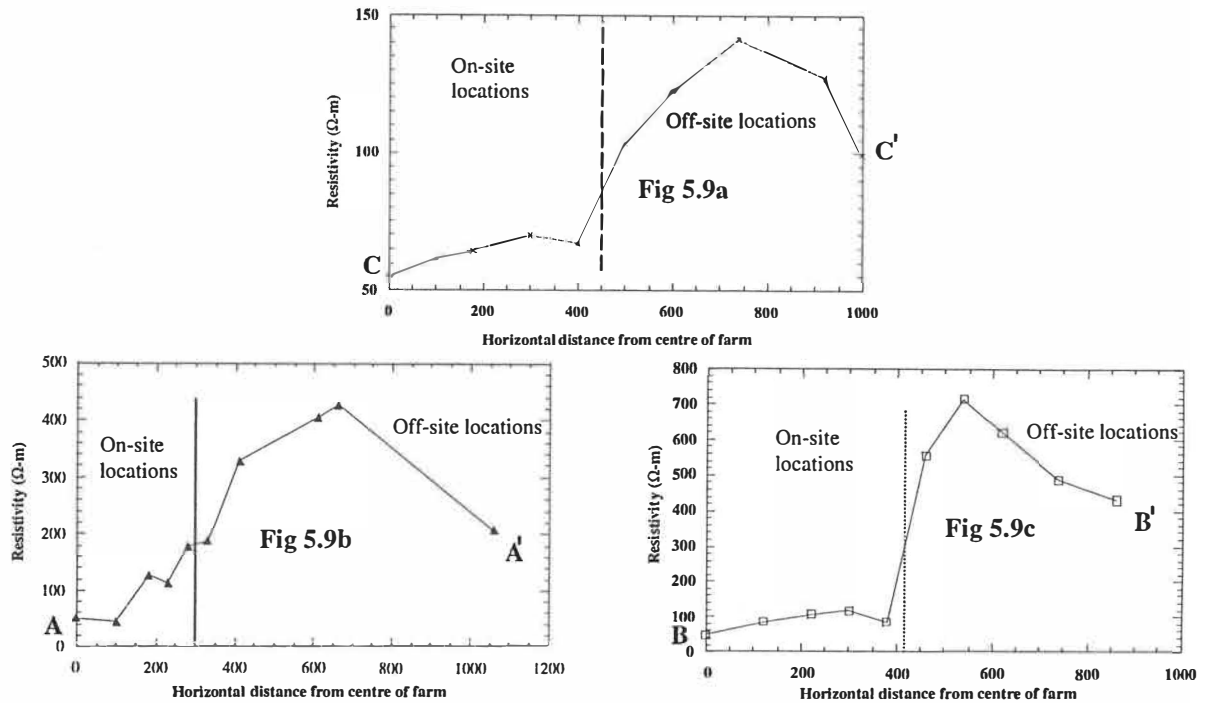 150
100
50
Resistivity (Ω-m)
On-site
locations
Off-site locations
C
C'
Fig 5.9a
0 200 400 600 800 1000
Horizontal distance from centre of farm
500
400
300
200
100
0
Resistivity (Ω-m)
On-site
locations
Off-site locations
Fig 5.9b
A
A'
0 200 400 600 800 1000 1200
Horizontal distance from centre of farm
800
700
600
500
400
300
200
100
0
Resistivity (Ω-m)
On-site
locations
Off-site locations
Fig 5.9c
B
B'
0 200 400 600 800 1000
Horizontal distance from centre of farm